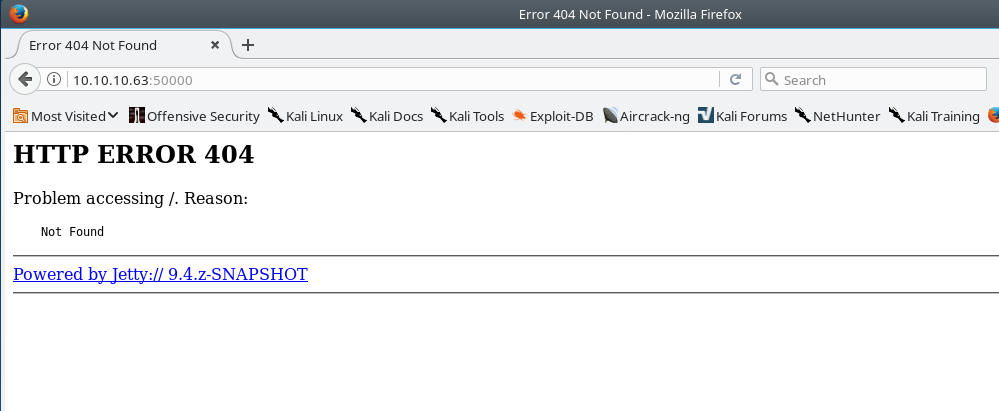 Error 404 Not Found - Mozilla Firefox
Error 404 Not Found
10.10.10.63:50000 Search
Most Visited Offensive Security Kali Linux Kali Docs Kali Tools Exploit-DB Aircrack-ng Kali Forums NetHunter Kali Training
HTTP ERROR 404
Problem accessing /. Reason:
Not Found
Powered by Jetty:// 9.4.z-SNAPSHOT